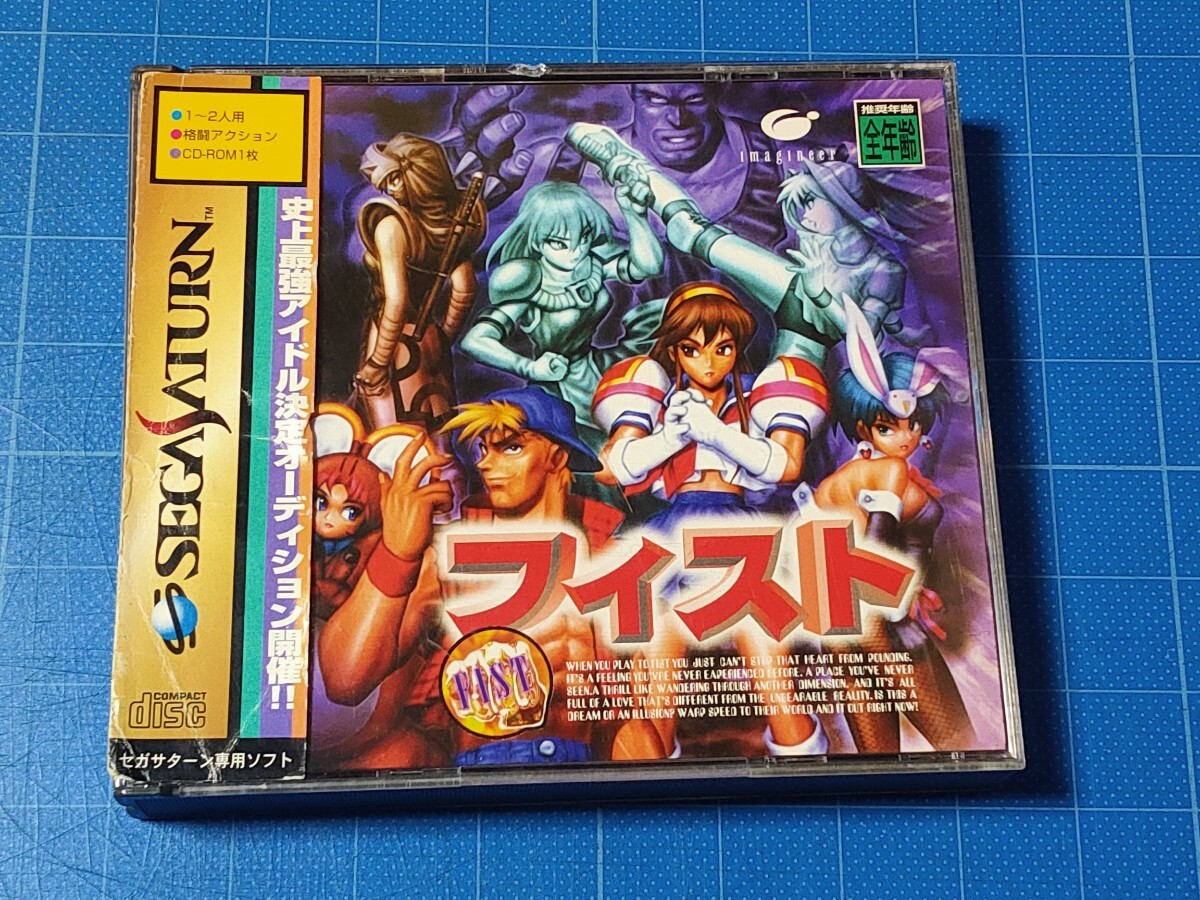 1～2人用
格闘アクション
CD-ROM1枚
SEGA SATURN™
史上最強アイドル決定オーディション開催!!
COMPACT
disc
セガサターン専用ソフト
imagineer
推奨年齢
全年齢
フィスト
FIST
WHEN YOU PLAY TO FIST YOU JUST CAN'T STOP THAT HEART FROM POUNDING.
IT'S A FEELING YOU'RE NEVER EAPERIENCED BEFORE. A PLACE YOU'RE NEVER
SEEN.A THRILL LIKE WANDERING THROUGH ANOTHER DIMENSION. AND IT'S ALL
FULL OF A LOVE THAT'S DIFFERENT FROM THE UNBEARABLE REALITY. IS THIS A
DREAM OR AN ILLUSION? WARP SPEED TO THEIR WORLD AND IT OUT RIGHT NOW!